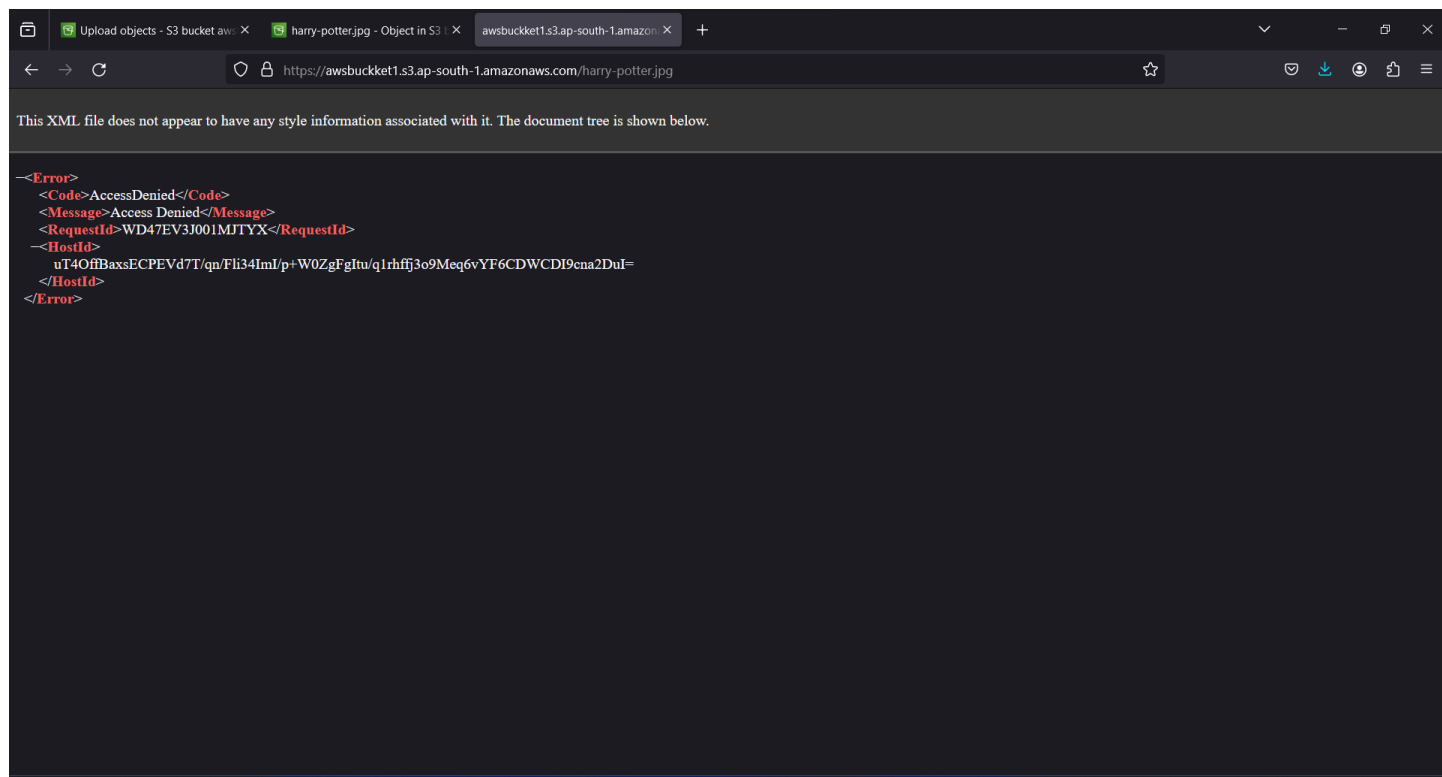 Upload objects - S3 bucket aws
harry-potter.jpg - Object in S3 b
awsbuckket1.s3.ap-south-1.amazon
https://awsbuckket1.s3.ap-south-1.amazonaws.com/harry-potter.jpg
This XML file does not appear to have any style information associated with it. The document tree is shown below.
−<Error>
<Code>AccessDenied</Code>
<Message>Access Denied</Message>
<RequestId>WD47EV3J001MJTYX</RequestId>
−<HostId>
uT4OffBaxsECPEVd7T/qn/Fli34ImI/p+W0ZgFgItu/q1rhffj3o9Meq6vYF6CDWCDI9cna2DuI=
</HostId>
</Error>